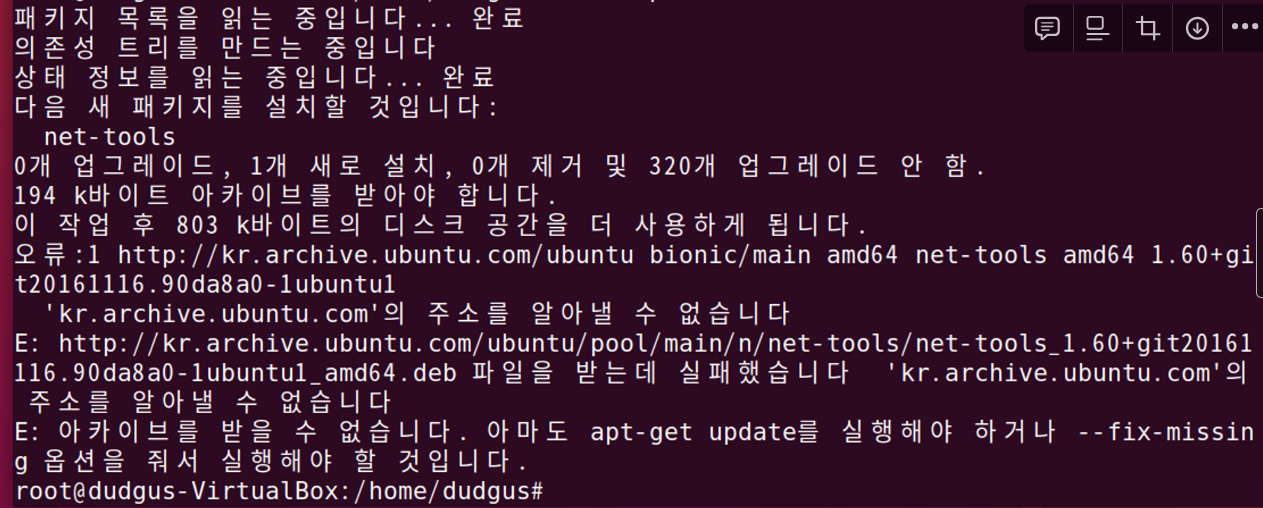 패키지 목록을 읽는 중입니다... 완료
의존성 트리를 만드는 중입니다
상태 정보를 읽는 중입니다... 완료
다음 새 패키지를 설치할 것입니다:
  net-tools
0개 업그레이드, 1개 새로 설치, 0개 제거 및 320개 업그레이드 안 함.
194 k바이트 아카이브를 받아야 합니다.
이 작업 후 803 k바이트의 디스크 공간을 더 사용하게 됩니다.
오류:1 http://kr.archive.ubuntu.com/ubuntu bionic/main amd64 net-tools amd64 1.60+gi
t20161116.90da8a0-1ubuntu1
  'kr.archive.ubuntu.com'의 주소를 알아낼 수 없습니다
E: http://kr.archive.ubuntu.com/ubuntu/pool/main/n/net-tools/net-tools_1.60+git20161
116.90da8a0-1ubuntu1_amd64.deb 파일을 받는데 실패했습니다  'kr.archive.ubuntu.com'의
 주소를 알아낼 수 없습니다
E: 아카이브를 받을 수 없습니다. 아마도 apt-get update를 실행해야 하거나 --fix-missin
g 옵션을 줘서 실행해야 할 것입니다.
root@dudgus-VirtualBox:/home/dudgus#